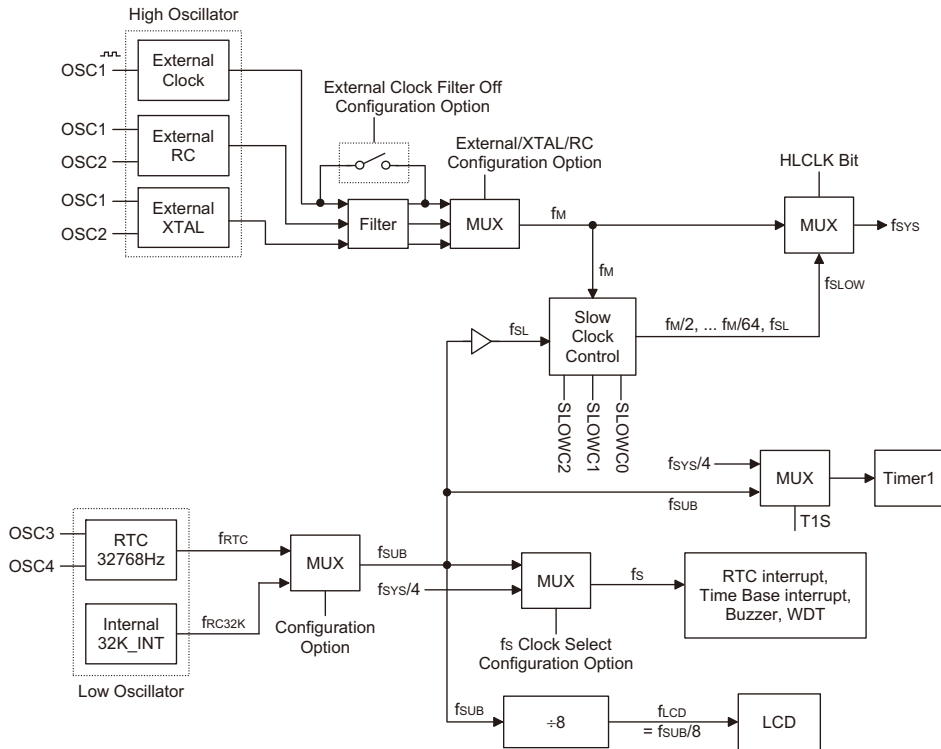 High Oscillator
OSC1
External
Clock
OSC1
OSC2
External
RC
OSC1
OSC2
External
XTAL
External Clock Filter Off
Configuration Option
Filter
External/XTAL/RC
Configuration Option
MUX
fM
HLCLK Bit
MUX
fSYS
fM
fSLOW
fSL
Slow
Clock
Control
fM/2, ... fM/64, fSL
SLOWC2
SLOWC1
SLOWC0
fSYS/4
fSUB
MUX
T1S
Timer1
OSC3
OSC4
RTC
32768Hz
fRTC
Internal
32K_INT
fRC32K
Low Oscillator
MUX
Configuration
Option
fSUB
fSYS/4
MUX
fS Clock Select
Configuration Option
fS
RTC interrupt,
Time Base interrupt,
Buzzer, WDT
fSUB
÷8
fLCD
= fSUB/8
LCD